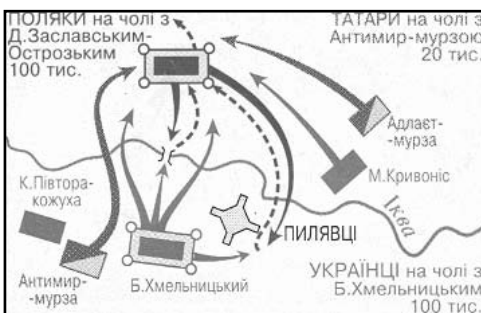 ПОЛЯКИ на чолі з
Д.Заславським-
Острозьким
100 тис.
ТАТАРИ на чолі з
Антимир-мурзою
20 тис.
Адлаєт-
-мурза
М.Кривоніс
К.Півтора-
кожуха
Іква
ПИЛЯВЦІ
Антимир-
-мурза
Б.Хмельницький
УКРАЇНЦІ на чолі з
Б.Хмельницьким
100 тис.